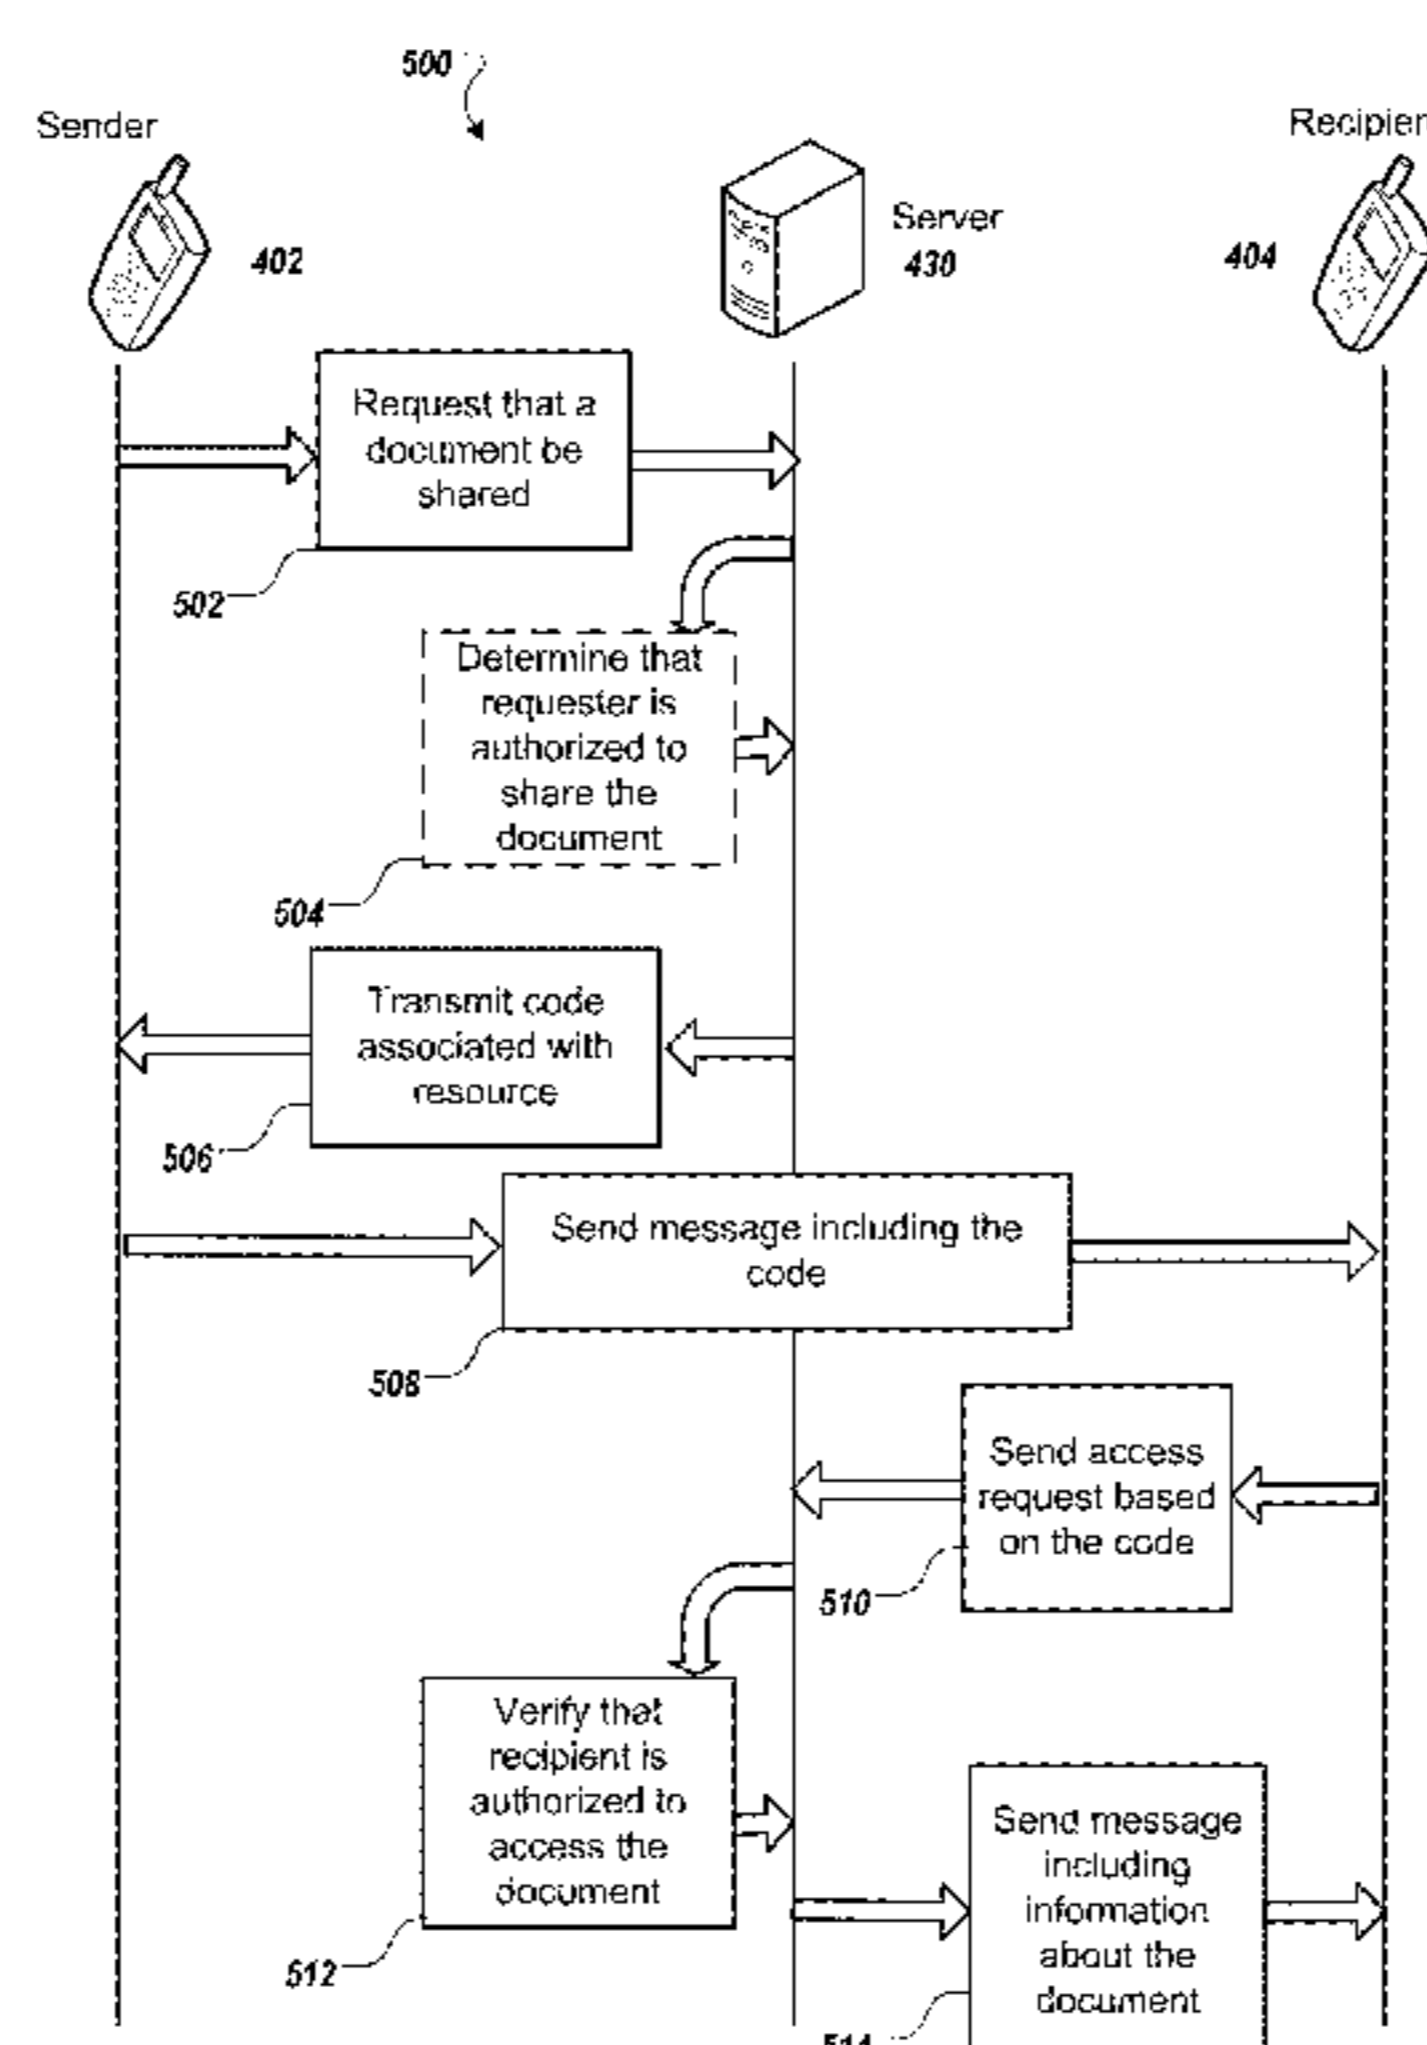 500
Sender
Recipien
Server
402
430
404
Request that a
document be
shared
502
Determine that
requester is
authorized to
share the
document
504
Transmit code
associated with
resource
506
Send message including the
code
508
Send access
request based
on the code
510
Verify that
recipient is
authorized to
access the
document
512
Send message
including
information
about the
document
514